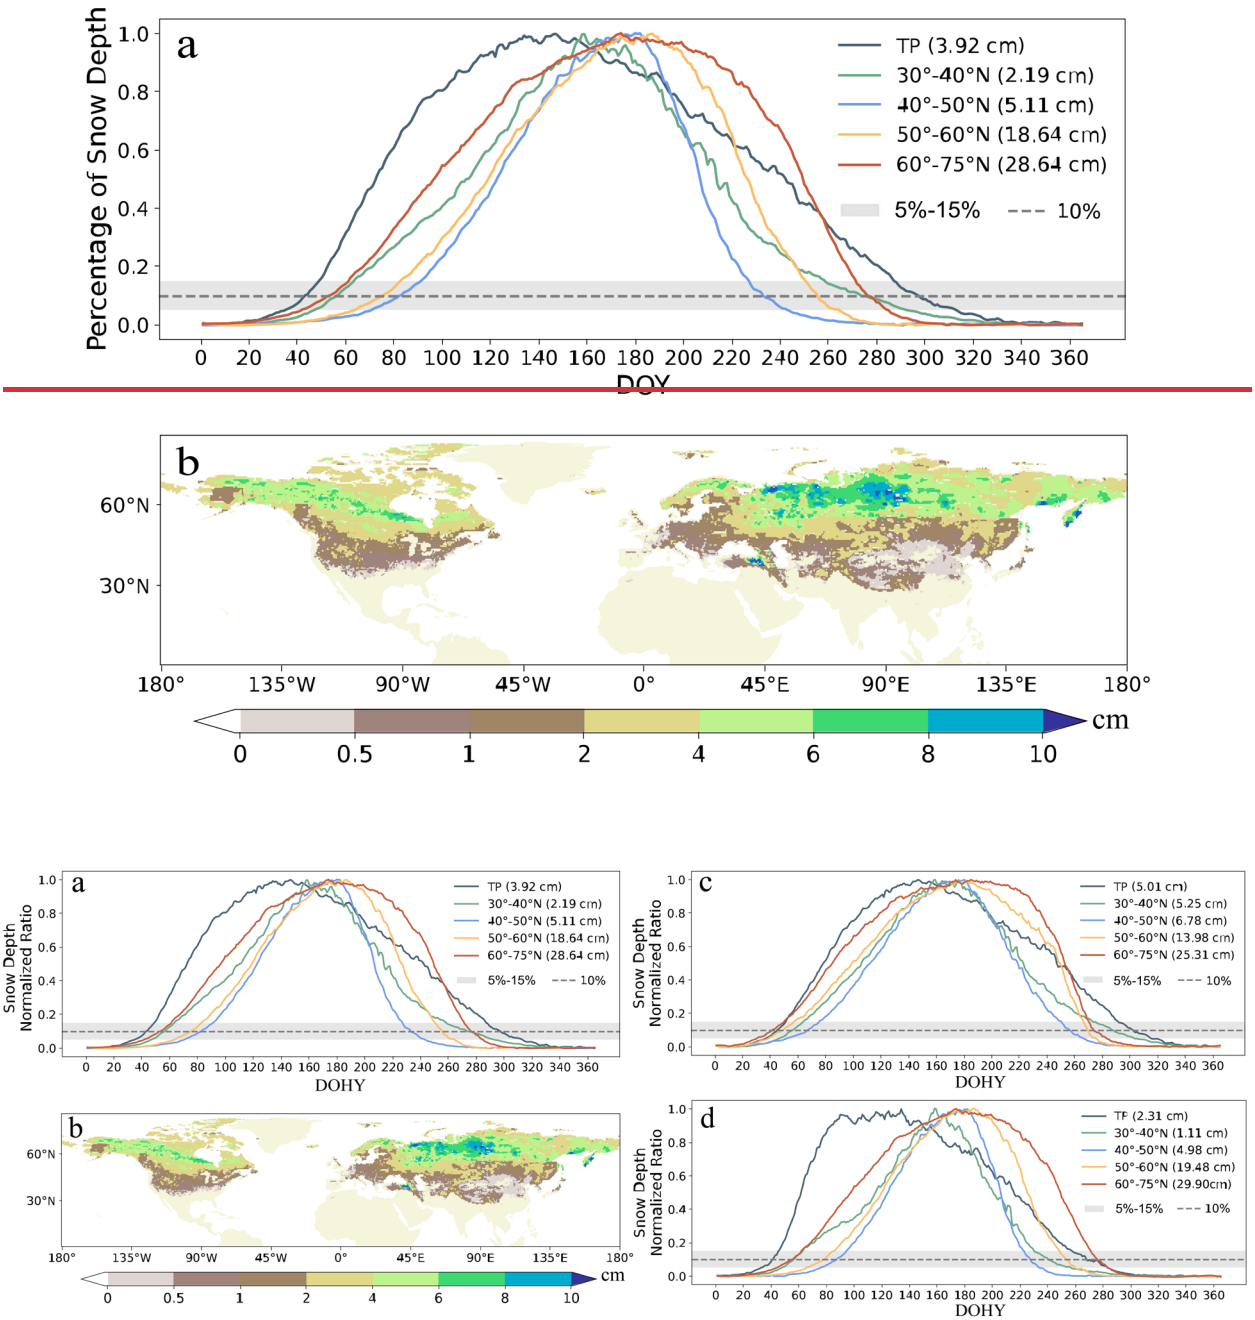 a
Percentage of Snow Depth
1.0
0.8
0.6
0.4
0.2
0.0
TP (3.92 cm)
30°-40°N (2.19 cm)
40°-50°N (5.11 cm)
50°-60°N (18.64 cm)
60°-75°N (28.64 cm)
5%-15% 10%
0 20 40 60 80 100 120 140 160 180 200 220 240 260 280 300 320 340 360
DOY
b
60°N
30°N
180° 135°W 90°W 45°W 0° 45°E 90°E 135°E 180°
cm
0 0.5 1 2 4 6 8 10
a
Snow Depth
Normalized Ratio
1.0
0.8
0.6
0.4
0.2
0.0
TP (3.92 cm)
30°-40°N (2.19 cm)
40°-50°N (5.11 cm)
50°-60°N (18.64 cm)
60°-75°N (28.64 cm)
5%-15% 10%
0 20 40 60 80 100 120 140 160 180 200 220 240 260 280 300 320 340 360
DOHY
c
Snow Depth
Normalized Ratio
1.0
0.8
0.6
0.4
0.2
0.0
TP (5.01 cm)
30°-40°N (5.25 cm)
40°-50°N (6.78 cm)
50°-60°N (13.98 cm)
60°-75°N (25.31 cm)
5%-15% 10%
0 20 40 60 80 100 120 140 160 180 200 220 240 260 280 300 320 340 360
DOHY
b
60°N
30°N
180° 135°W 90°W 45°W 0° 45°E 90°E 135°E 180°
cm
0 0.5 1 2 4 6 8 10
d
Snow Depth
Normalized Ratio
1.0
0.8
0.6
0.4
0.2
0.0
TP (2.31 cm)
30°-40°N (1.11 cm)
40°-50°N (4.98 cm)
50°-60°N (19.48 cm)
60°-75°N (29.90cm)
5%-15% 10%
0 20 40 60 80 100 120 140 160 180 200 220 240 260 280 300 320 340 360
DOHY